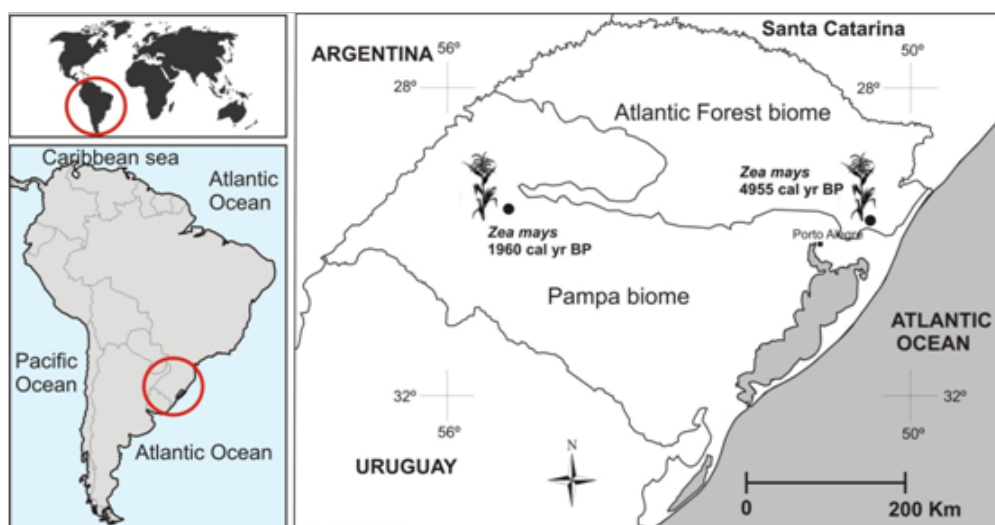 Caribbean sea
Atlantic
Ocean
Pacific
Ocean
Atlantic Ocean
ARGENTINA
Santa Catarina
56º
50º
28º
28º
Atlantic Forest biome
Zea mays
4955 cal yr BP
Zea mays
1960 cal yr BP
Porto Alegre
Pampa biome
ATLANTIC
OCEAN
32º
32º
56º
50º
URUGUAY
N
0
200 Km